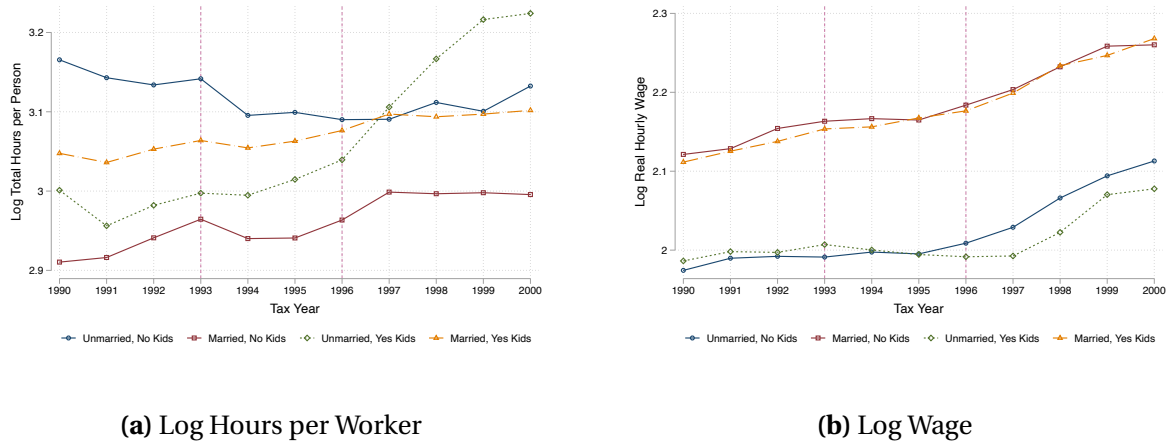 3.2
3.1
3
2.9
Log Total Hours per Person
1990 1991 1992 1993 1994 1995 1996 1997 1998 1999 2000
Tax Year
Unmarried, No Kids Married, No Kids Unmarried, Yes Kids Married, Yes Kids
(a) Log Hours per Worker
2.3
2.2
2.1
2
Log Real Hourly Wage
1990 1991 1992 1993 1994 1995 1996 1997 1998 1999 2000
Tax Year
Unmarried, No Kids Married, No Kids Unmarried, Yes Kids Married, Yes Kids
(b) Log Wage